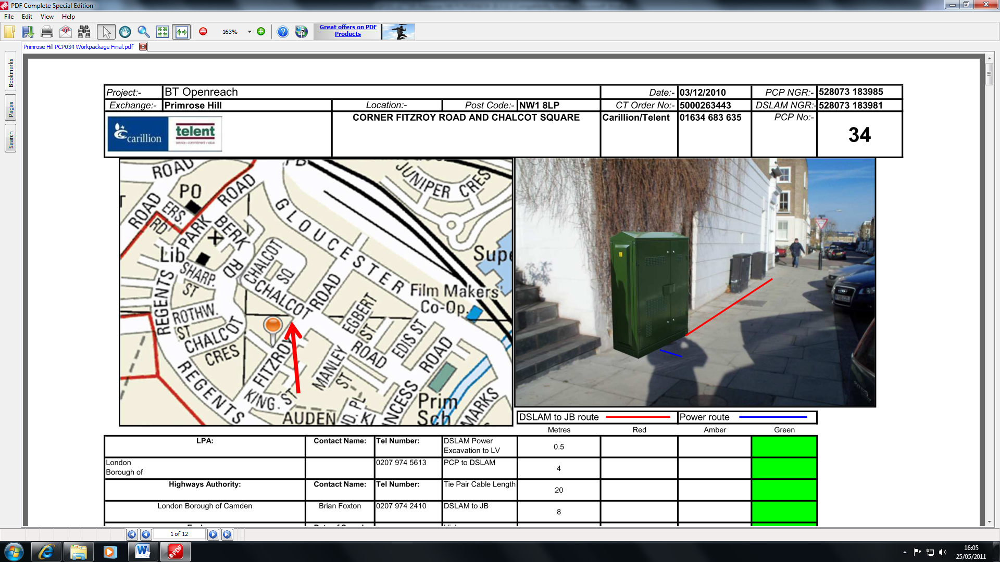 PDF Complete Special Edition
File Edit View Help
163%
Great offers on PDF
Products
Primrose Hill PCP034 Workpackage Final.pdf
Bookmarks
Pages
Search
Project:- BT Openreach Date:- 03/12/2010 PCP NGR:- 528073 183985
Exchange:- Primrose Hill Location:- Post Code:- NW1 8LP CT Order No:- 5000263443 DSLAM NGR:- 528073 183981
CORNER FITZROY ROAD AND CHALCOT SQUARE Carillion/Telent 01634 683 635 PCP No:-
34
carillion
telent
service • commitment • value
ROAD
PB
JUNIPER CRES
PO
ROAD
ROAD
ERS.
RD
PARK
BERK
RD
GLOUCESTER
Lib
CHALCOT
SQ
Supe
SHARP.
ST
CHALCOT
ROAD
REGENTS
Film Makers'
Co-Op.
ROTHW.
ST
EGBERT
ST
EDIS ST
CHALCOT
CRES
FITZROY
MANLEY
ST
ROAD
ROAD
REGENTS
KING. ST
AUDEN
ND. PL
KI
INCESS
Prim
Sch
MARKS
DSLAM to JB route Power route
Metres Red Amber Green
LPA: Contact Name: Tel Number: DSLAM Power
Excavation to LV 0.5
London
Borough of 0207 974 5613 PCP to DSLAM 4
Highways Authority: Contact Name: Tel Number: Tie Pair Cable Length 20
London Borough of Camden Brian Foxton 0207 974 2410 DSLAM to JB 8
1 of 12
16:05
25/05/2011